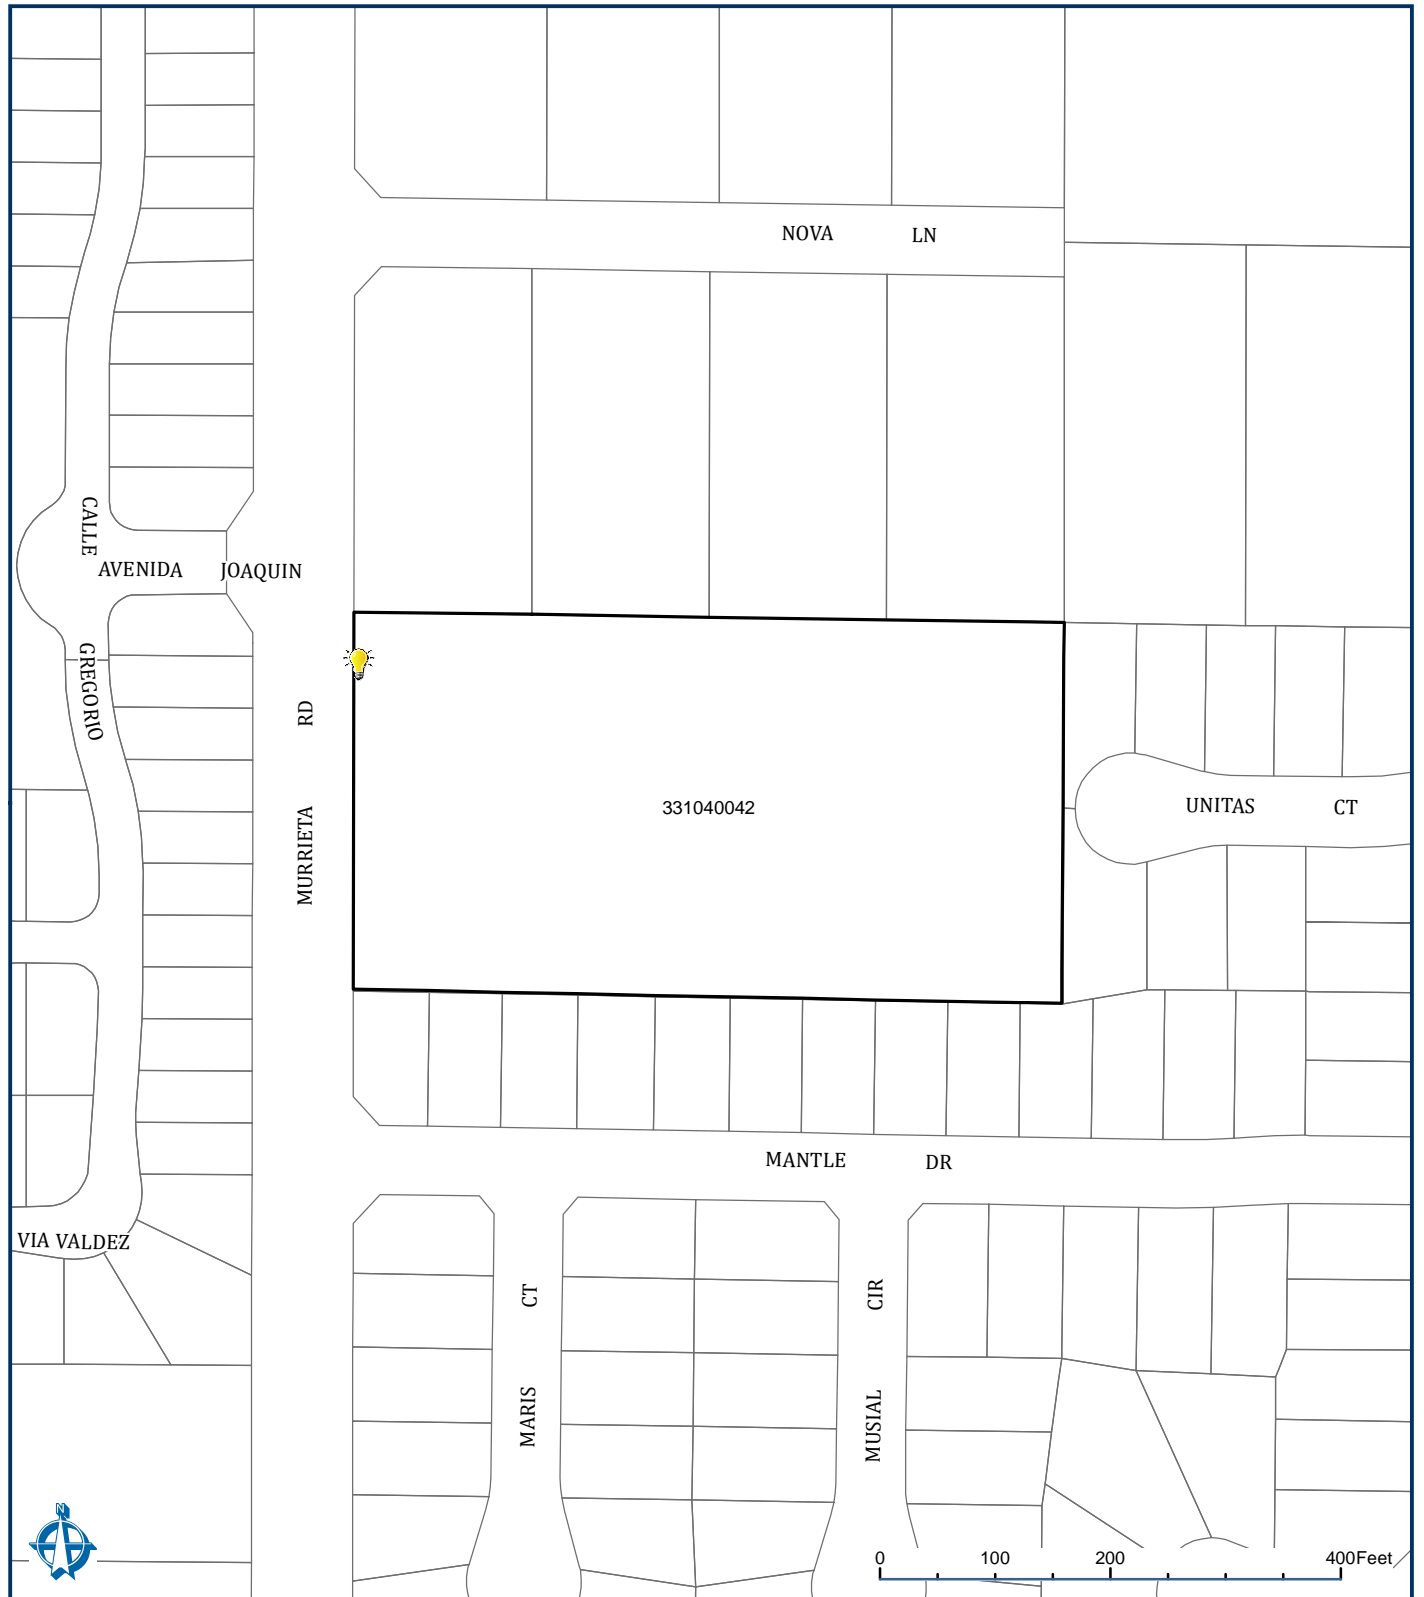 NOVA LN
CALLE
AVENIDA JOAQUIN
GREGORIO
MURRIETA RD
331040042
UNITAS CT
MANTLE DR
VIA VALDEZ
MARIS CT
MUSIAL CIR
N
0 100 200 400Feet